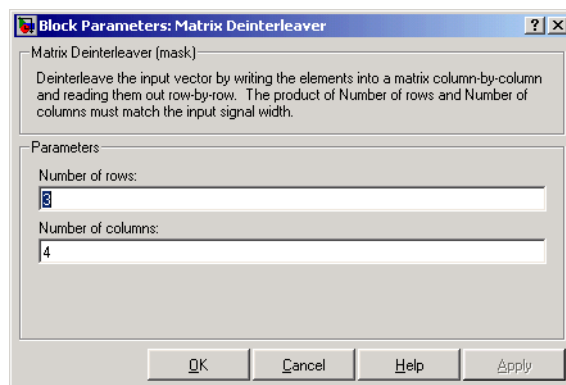 Block Parameters: Matrix Deinterleaver
Matrix Deinterleaver (mask)
Deinterleave the input vector by writing the elements into a matrix column-by-column
and reading them out row-by-row. The product of Number of rows and Number of
columns must match the input signal width.
Parameters
Number of rows:
3
Number of columns:
4
OK Cancel Help Apply